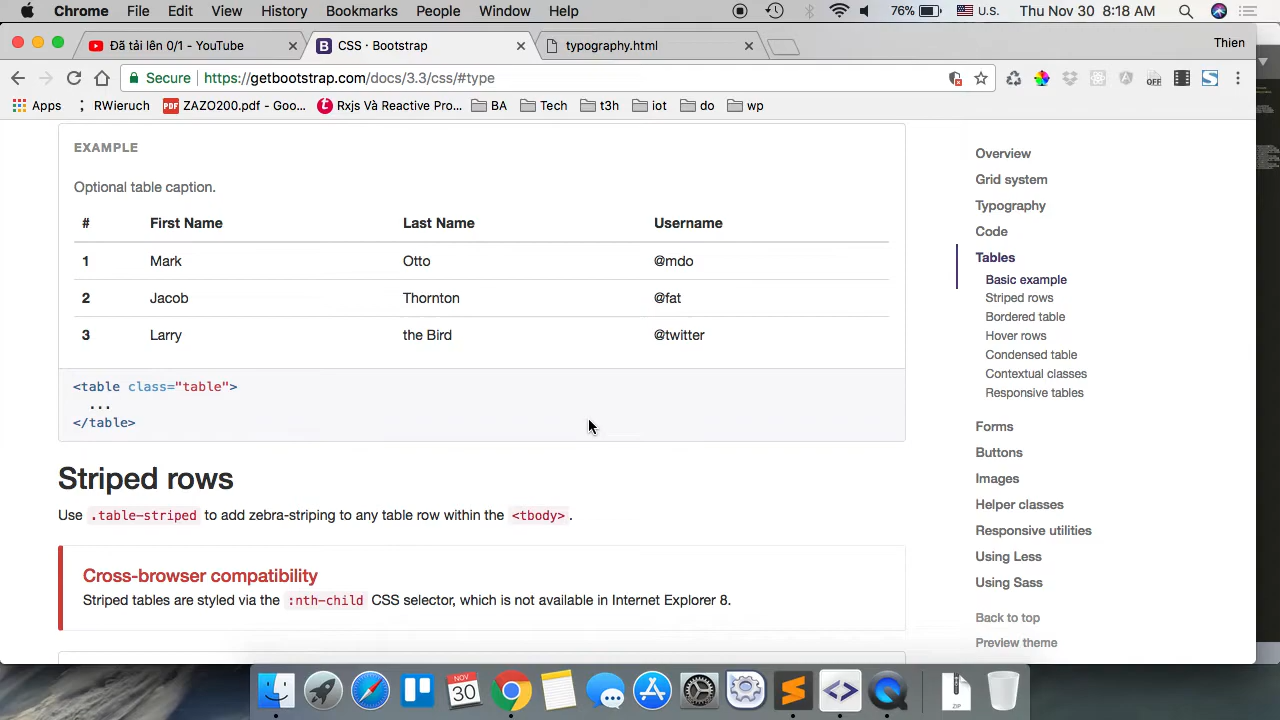 Chrome File Edit View History Bookmarks People Window Help 76% U.S. Thu Nov 30 8:18 AM
Đã tải lên 0/1 - YouTube CSS · Bootstrap typography.html Thien
Secure https://getbootstrap.com/docs/3.3/css/#type
Apps RWieruch ZAZO200.pdf - Goo... Rxjs Và Reactive Pro... BA Tech t3h iot do wp
EXAMPLE
Optional table caption.
# First Name Last Name Username
1 Mark Otto @mdo
2 Jacob Thornton @fat
3 Larry the Bird @twitter
<table class="table">
...
</table>
Striped rows
Use .table-striped to add zebra-striping to any table row within the <tbody>.
Cross-browser compatibility
Striped tables are styled via the :nth-child CSS selector, which is not available in Internet Explorer 8.
Overview
Grid system
Typography
Code
Tables
Basic example
Striped rows
Bordered table
Hover rows
Condensed table
Contextual classes
Responsive tables
Forms
Buttons
Images
Helper classes
Responsive utilities
Using Less
Using Sass
Back to top
Preview theme
NOV
30
ZIP